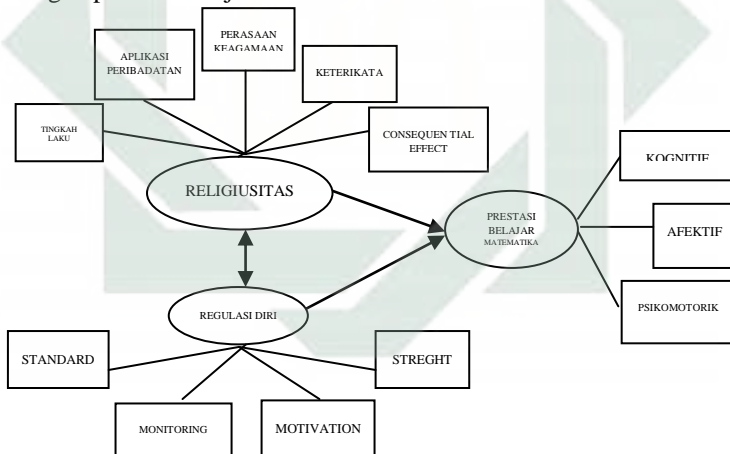 PERASAAN
KEAGAMAAN
APLIKASI
PERIBADATAN
KETERIKATA
TINGKAH
LAKU
CONSEQUEN TIAL
EFFECT
RELIGIUSITAS
KOGNITIF
PRESTASI
BELAJAR
MATEMATIKA
AFEKTIF
PSIKOMOTORIK
REGULASI DIRI
STANDARD
STREGHT
MONITORING
MOTIVATION